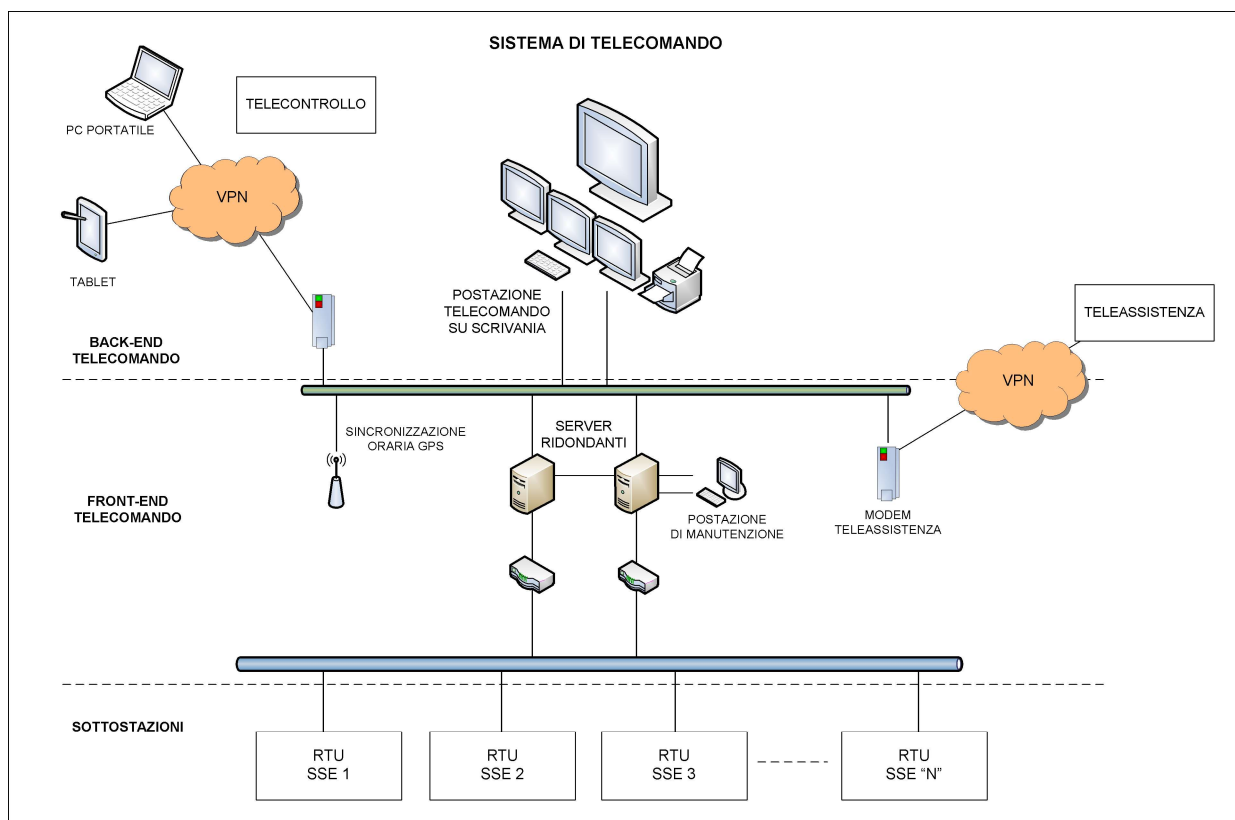 SISTEMA DI TELECOMANDO
TELECONTROLLO
PC PORTATILE
VPN
TABLET
POSTAZIONE
TELECOMANDO
SU SCRIVANIA
TELEASSISTENZA
BACK-END
TELECOMANDO
VPN
SINCRONIZZAZIONE
ORARIA GPS
SERVER
RIDONDANTI
FRONT-END
TELECOMANDO
POSTAZIONE
DI MANUTENZIONE
MODEM
TELEASSISTENZA
SOTTOSTAZIONI
RTU
SSE 1
RTU
SSE 2
RTU
SSE 3
RTU
SSE “N”